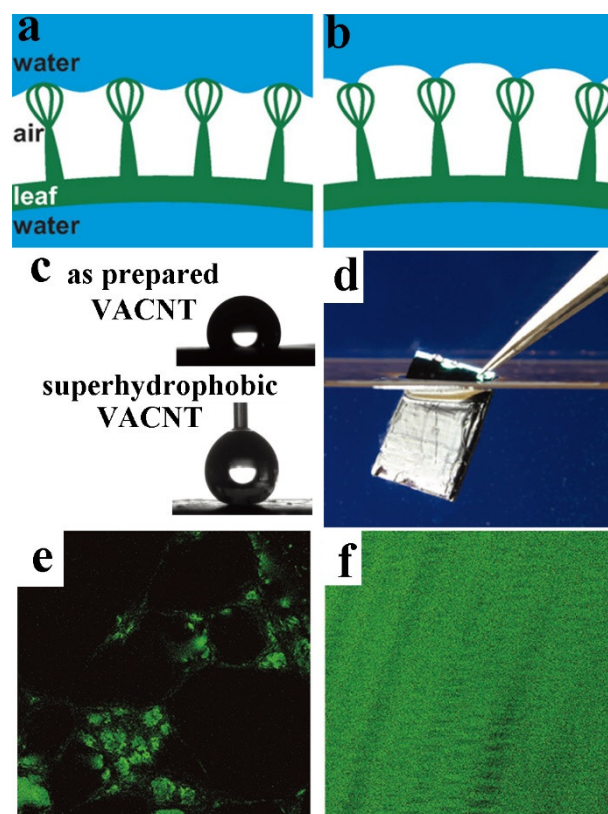 a
water
air
leaf
water
b
c
as prepared
VACNT
superhydrophobic
VACNT
d
e
f